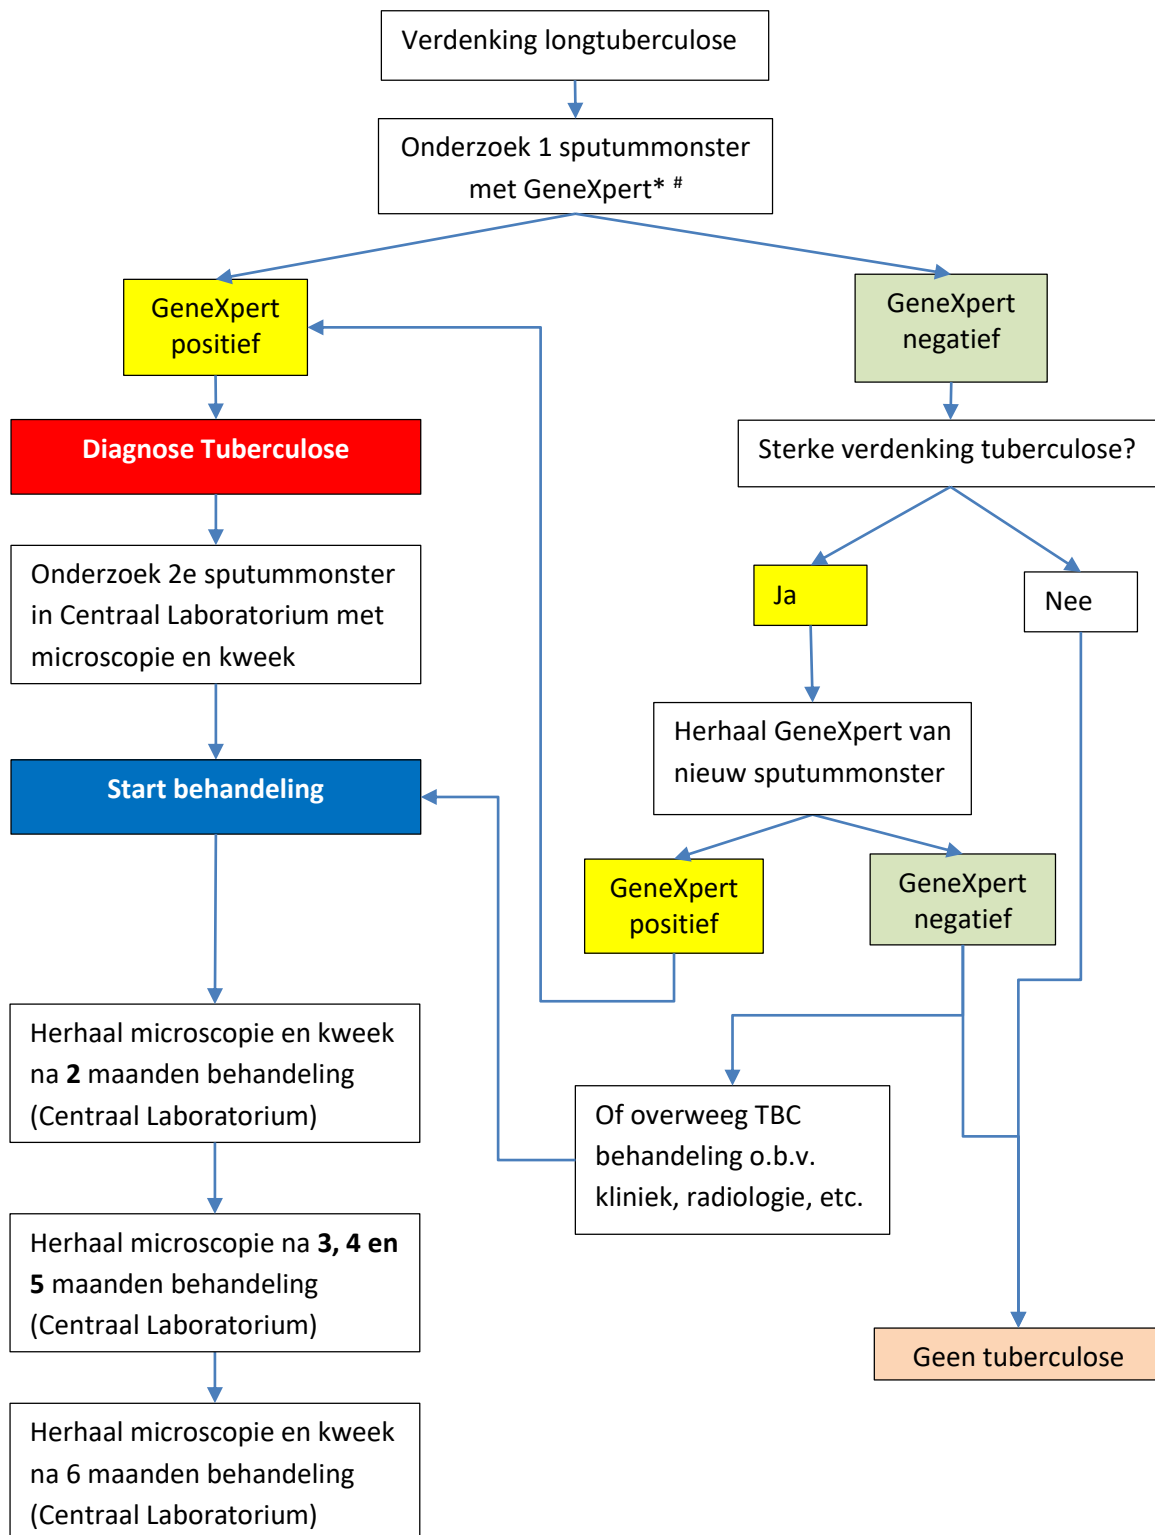 Verdenking longtuberculose
Onderzoek 1 sputummonster
met GeneXpert* #
GeneXpert
positief
GeneXpert
negatief
Diagnose Tuberculose
Sterke verdenking tuberculose?
Onderzoek 2e sputummonster
in Centraal Laboratorium met
microscopie en kweek
Ja
Nee
Herhaal GeneXpert van
nieuw sputummonster
Start behandeling
GeneXpert
positief
GeneXpert
negatief
Herhaal microscopie en kweek
na 2 maanden behandeling
(Centraal Laboratorium)
Of overweeg TBC
behandeling o.b.v.
kliniek, radiologie, etc.
Herhaal microscopie na 3, 4 en
5 maanden behandeling
(Centraal Laboratorium)
Geen tuberculose
Herhaal microscopie en kweek
na 6 maanden behandeling
(Centraal Laboratorium)